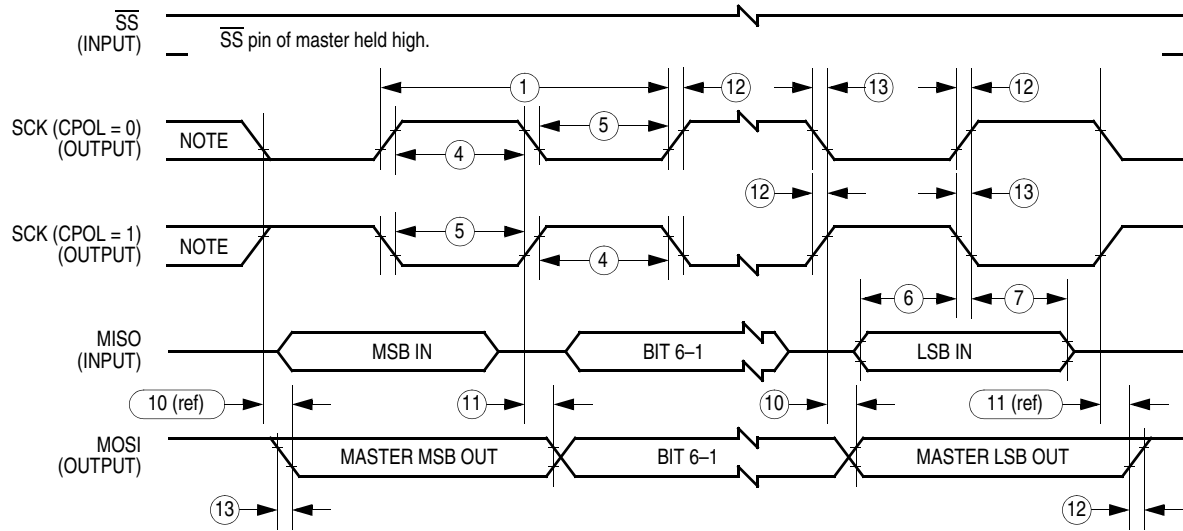 SS
(INPUT)
SS pin of master held high.
1
12
13
12
SCK (CPOL = 0)
(OUTPUT)
NOTE
5
4
12
13
SCK (CPOL = 1)
(OUTPUT)
NOTE
5
4
6
7
MISO
(INPUT)
MSB IN
BIT 6–1
LSB IN
10 (ref)
11
10
11 (ref)
MOSI
(OUTPUT)
MASTER MSB OUT
BIT 6–1
MASTER LSB OUT
13
12